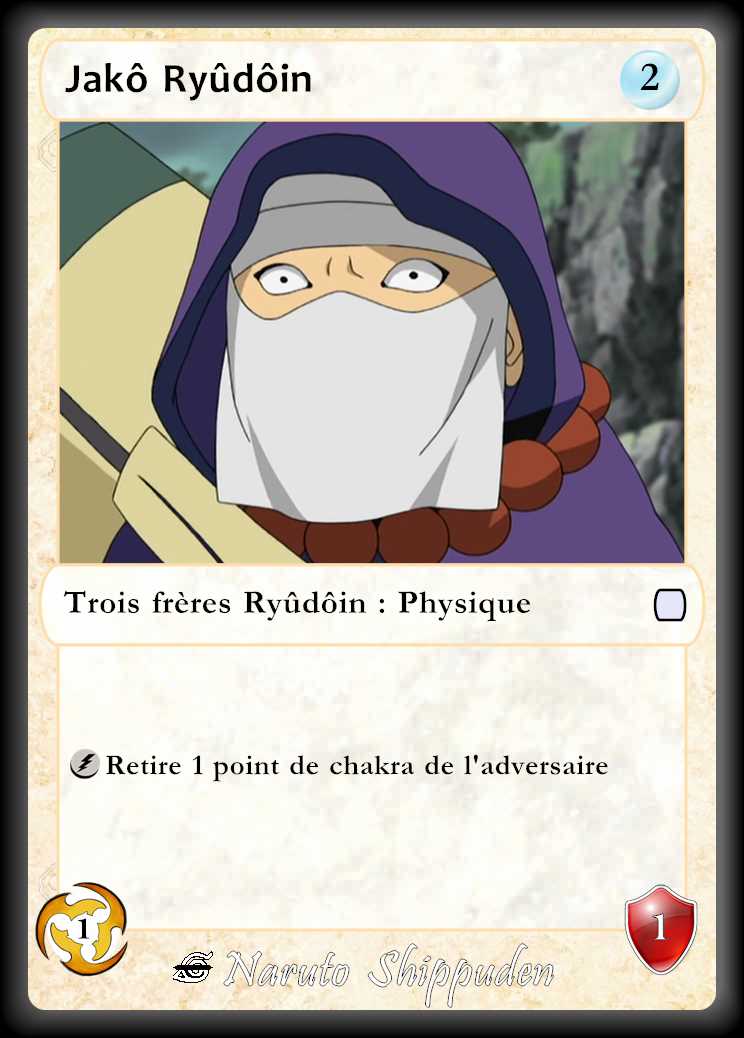 Jakô Ryûdôin
2
Trois frères Ryûdôin : Physique
Retire 1 point de chakra de l'adversaire
1
1
Naruto Shippuden